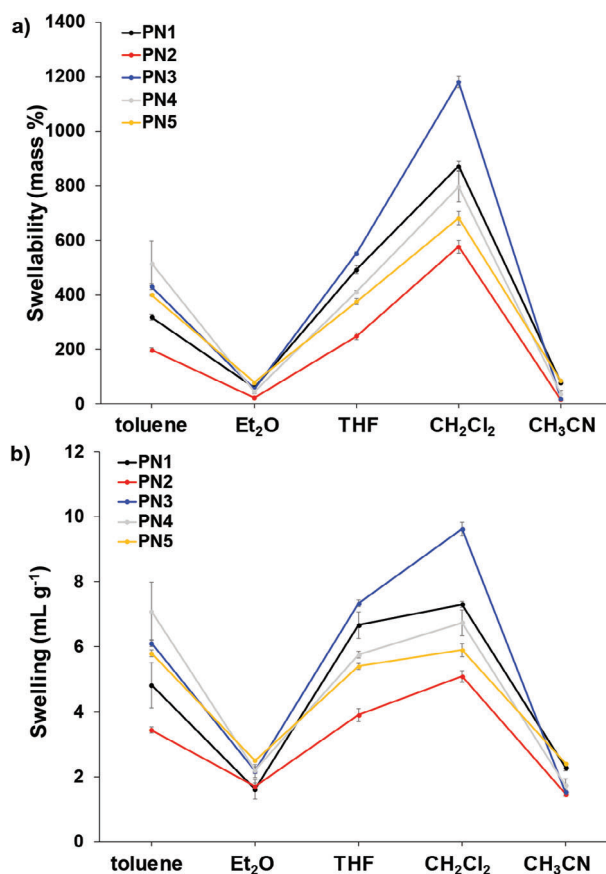 a)
Swellability (mass %)
1400
1200
1000
800
600
400
200
0
PN1
PN2
PN3
PN4
PN5
toluene Et₂O THF CH₂Cl₂ CH₃CN
b)
Swelling (mL g⁻¹)
12
10
8
6
4
2
0
PN1
PN2
PN3
PN4
PN5
toluene Et₂O THF CH₂Cl₂ CH₃CN